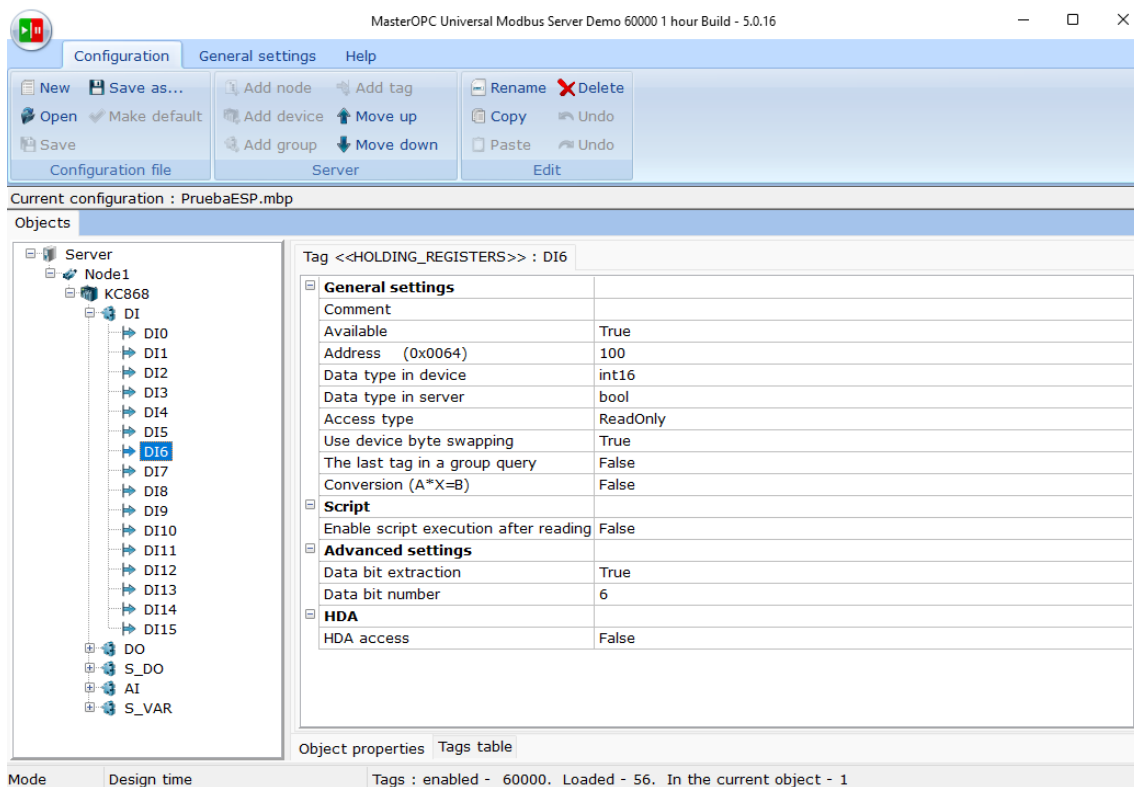 MasterOPC Universal Modbus Server Demo 60000 1 hour Build - 5.0.16
Configuration General settings Help
New Save as... Add node Add tag Rename Delete
Open Make default Add device Move up Copy Undo
Save Add group Move down Paste Undo
Configuration file Server Edit
Current configuration : PruebaESP.mbp
Objects
Server
Node1
KC868
DI
DI0
DI1
DI2
DI3
DI4
DI5
DI6
DI7
DI8
DI9
DI10
DI11
DI12
DI13
DI14
DI15
DO
S_DO
AI
S_VAR
Tag <<HOLDING_REGISTERS>> : DI6
General settings
Comment
Available True
Address (0x0064) 100
Data type in device int16
Data type in server bool
Access type ReadOnly
Use device byte swapping True
The last tag in a group query False
Conversion (A*X=B) False
Script
Enable script execution after reading False
Advanced settings
Data bit extraction True
Data bit number 6
HDA
HDA access False
Object properties Tags table
Mode Design time Tags : enabled - 60000. Loaded - 56. In the current object - 1